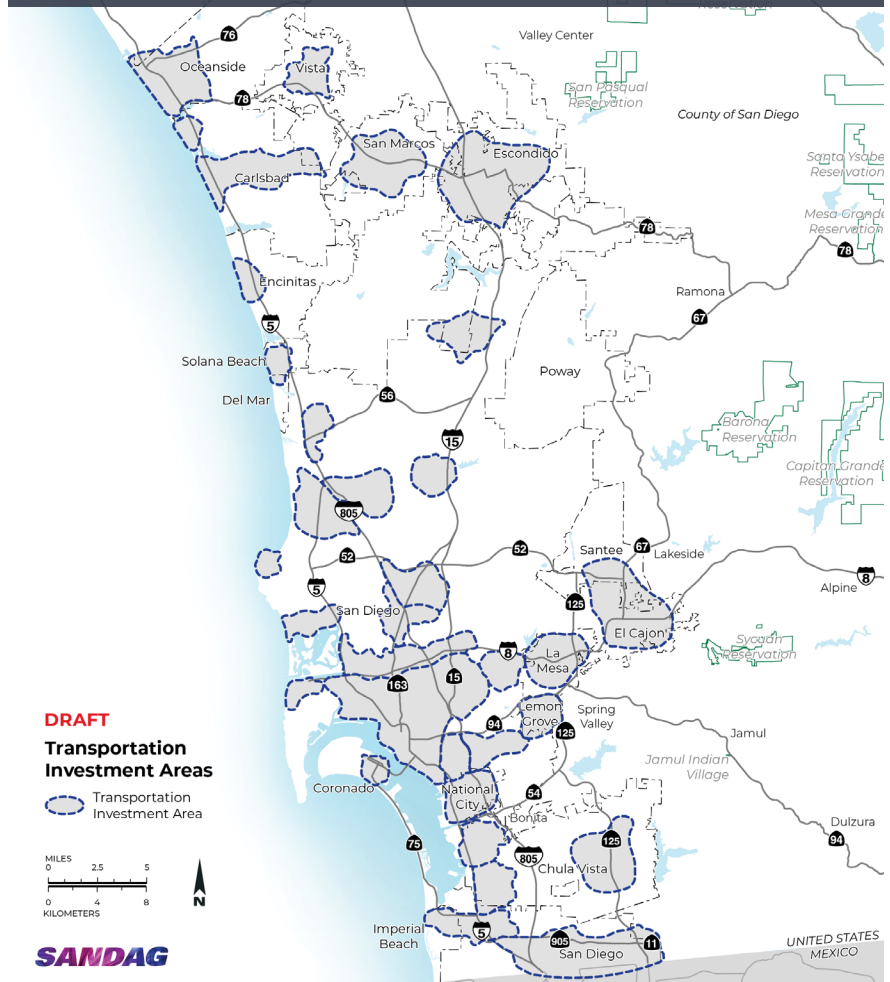 Reservation
76
Valley Center
Oceanside
Vista
San Pasqual
Reservation
78
County of San Diego
San Marcos
Escondido
Santa Ysabe
Reservation
Carlsbad
Mesa Grande
Reservation
78
78
Encinitas
Ramona
67
5
Solana Beach
Poway
Del Mar
56
Barona
Reservation
15
Capitan Grande
Reservation
805
52
52
Santee
67
Lakeside
5
8
Alpine
125
San Diego
El Cajon
Sycuan
Reservation
8
La
Mesa
163
15
Lemon
Grove
Spring
Valley
94
125
DRAFT
Transportation
Investment Areas
Transportation
Investment Area
Jamul
Jamul Indian
Village
Coronado
National
City
54
Bonita
Dulzura
94
75
125
805
Chula Vista
MILES
0 2.5 5
0 4 8
KILOMETERS
N
Imperial
Beach
5
905
11
San Diego
UNITED STATES
MEXICO
SANDAG